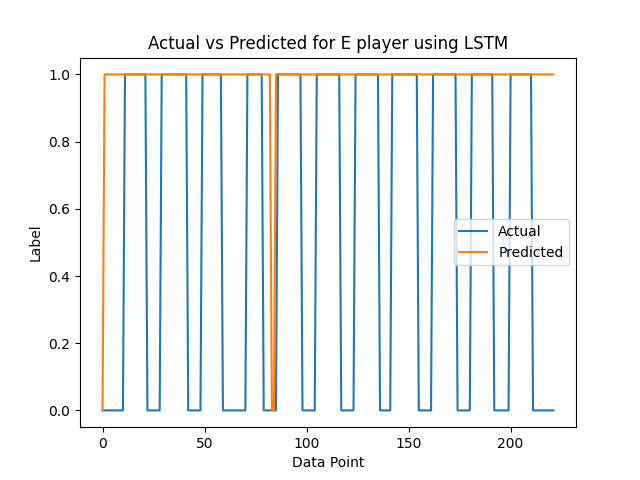 Actual vs Predicted for E player using LSTM
1.0
0.8
0.6
0.4
0.2
0.0
Label
Actual
Predicted
0 50 100 150 200
Data Point